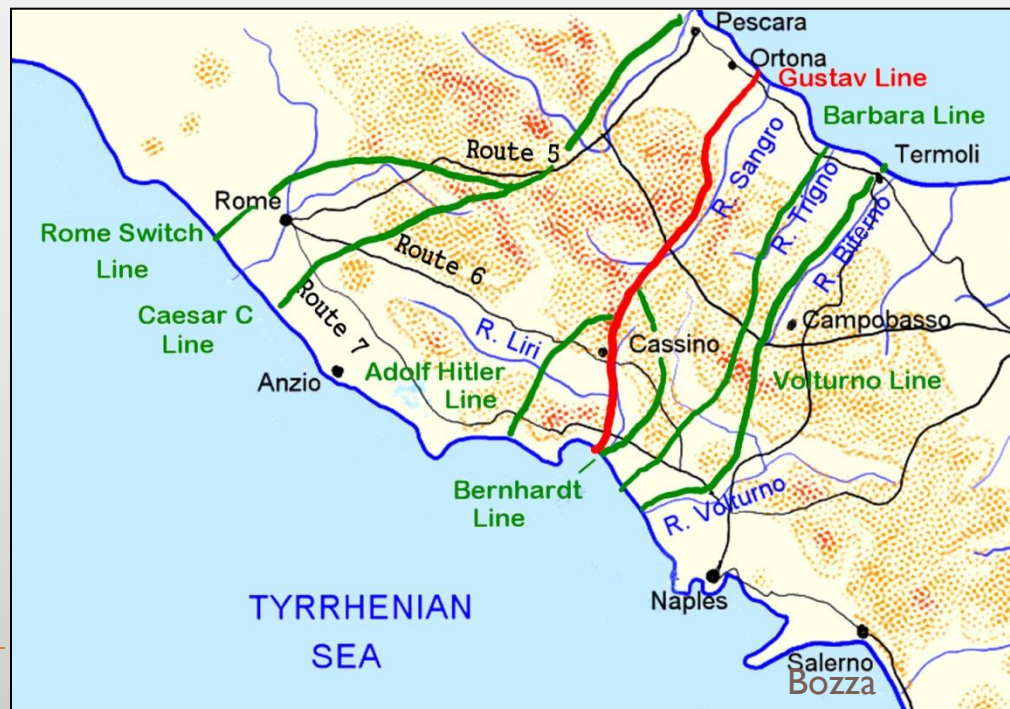 Pescara
Ortona
Gustav Line
Barbara Line
Termoli
Route 5
R. Sangro
R. Trigno
R. Biferno
Rome
Rome Switch
Line
Route 6
Caesar C
Line
Route 7
R. Liri
Campobasso
Cassino
Anzio
Adolf Hitler
Line
Volturno Line
Bernhardt
Line
R. Volturno
Naples
TYRRHENIAN
SEA
Salerno
Bozza